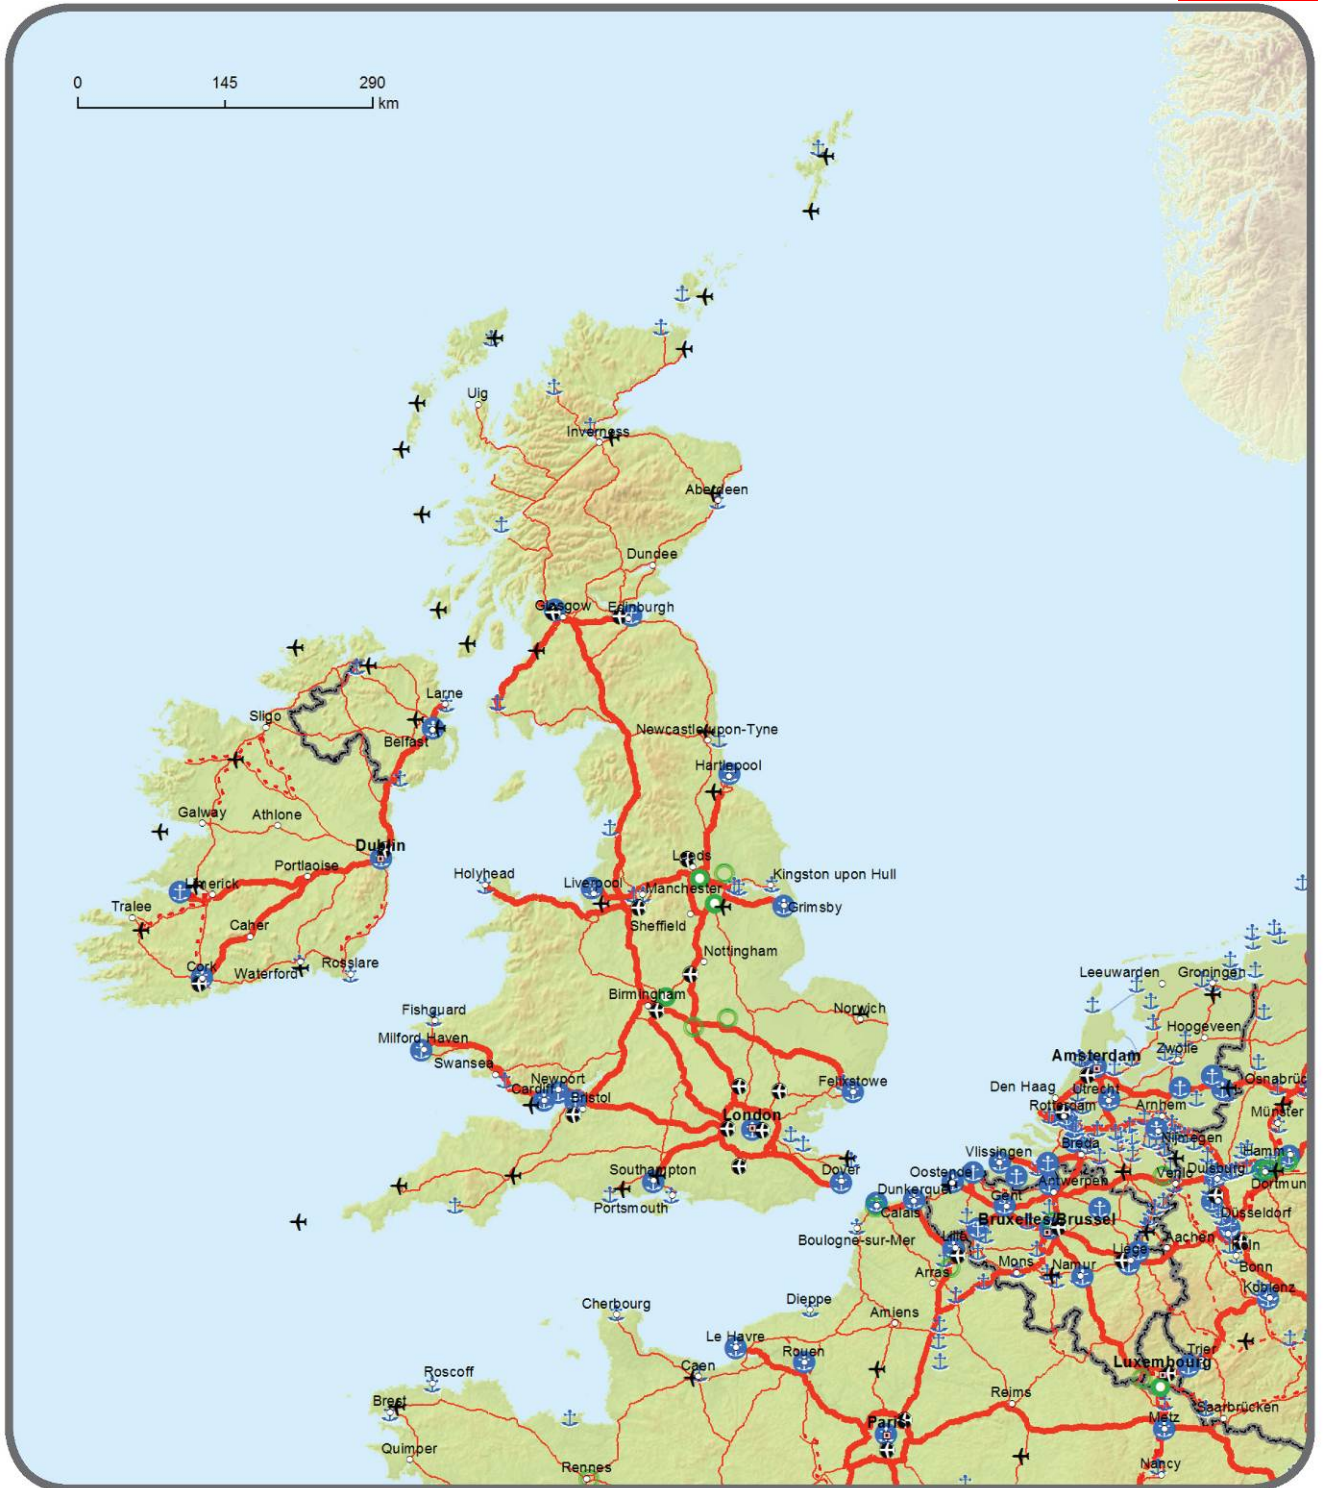 0 145 290
km
Uig
Inverness
Aberdeen
Dundee
Glasgow
Edinburgh
Larne
Sligo
Belfast
Newcastle upon-Tyne
Hartlepool
Galway
Athlone
Dublin
Portlaoise
Leeds
Holyhead
Liverpool
Manchester
Kingston upon Hull
Limerick
Grimsby
Tralee
Sheffield
Caher
Nottingham
Cork
Waterford
Rosslare
Leeuwarden
Groningen
Birmingham
Norwich
Fishguard
Hoogeveen
Milford Haven
Zwolle
Amsterdam
Swansea
Newport
Felixstowe
Den Haag
Utrecht
Osnabrüc
Cardiff
Bristol
Rotterdam
Arnhem
Münster
London
Nijmegen
Breda
Hamm
Vlissingen
Southampton
Dover
Oostende
Venlo
Duisburg
Dortmun
Antwerpen
Portsmouth
Dunkerque
Gent
Calais
Düsseldorf
Bruxelles/Brussel
Boulogne-sur-Mer
Lille
Aachen
Köln
Liège
Mons
Namur
Bonn
Arras
Koblenz
Cherbourg
Dieppe
Amiens
Le Havre
Rouen
Trier
Luxembourg
Caen
Roscoff
Reims
Brest
Saarbrücken
Paris
Metz
Quimper
Rennes
Nancy